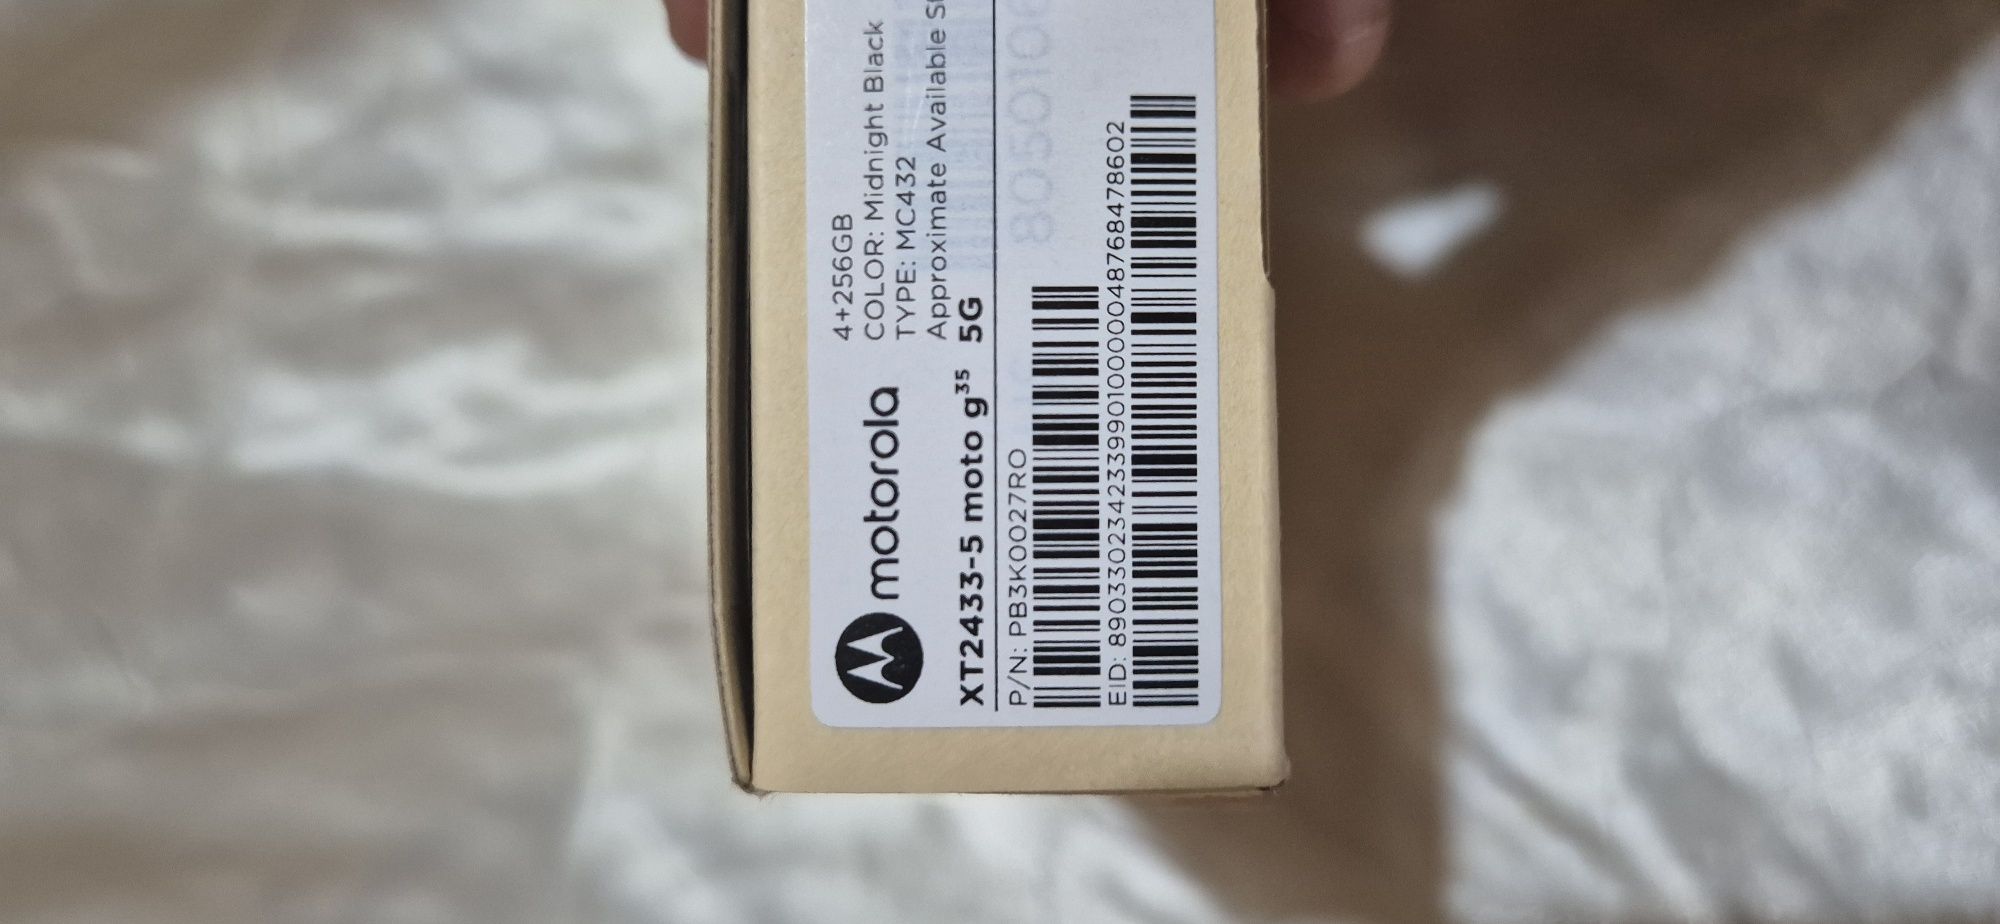 motorola
4+256GB
COLOR: Midnight Black
TYPE: MC432
Approximate Available
XT2433-5 moto g35 5G
P/N: PB3K0027RO
EID: 89033023423399010000048768478602